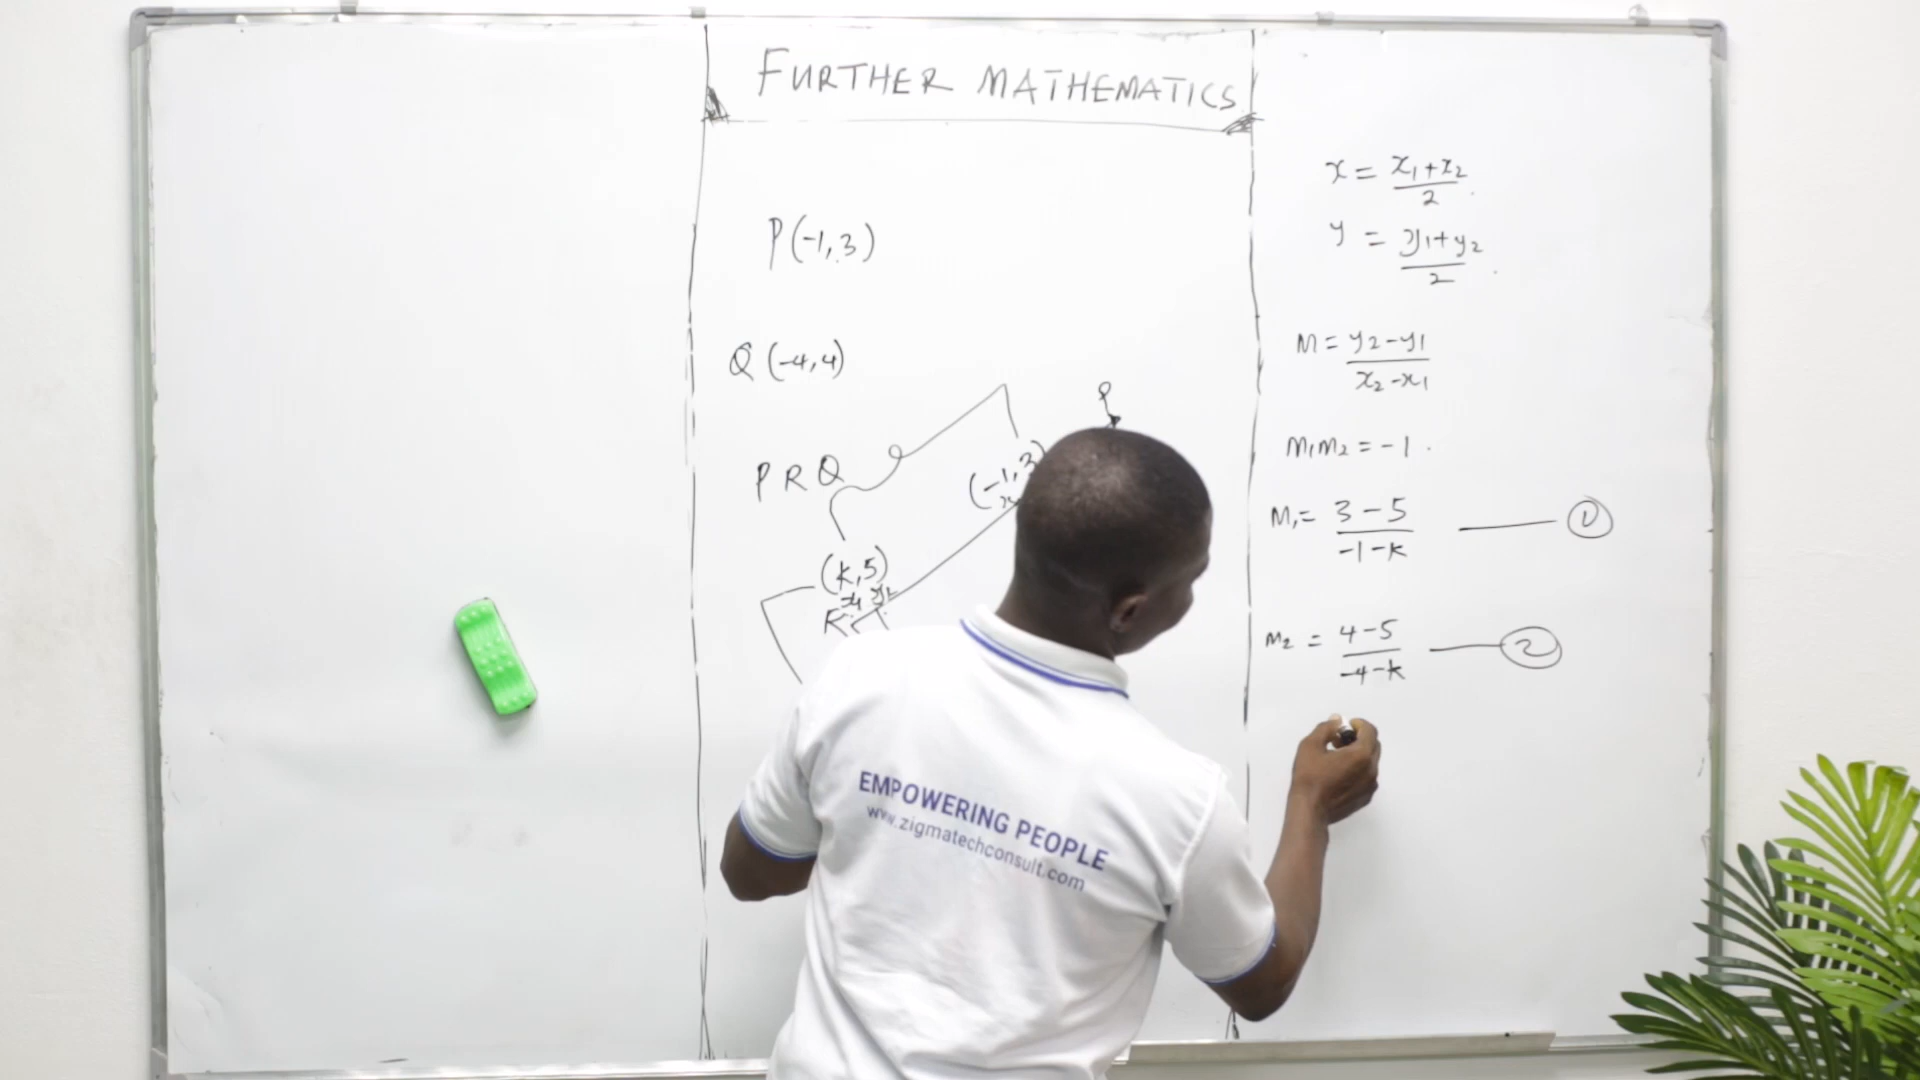 FURTHER MATHEMATICS
P(-1,3)
Q(-4,4)
PRQ
P
(-1,3)
(k,5)
R
x = x₁+x₂ / 2
y = y₁+y₂ / 2
M = y₂-y₁ / x₂-x₁
M₁M₂ = -1.
M₁ = 3-5 / -1-k ——— ①
M₂ = 4-5 / -4-k ——— ②
EMPOWERING PEOPLE
www.zigmatechconsult.com